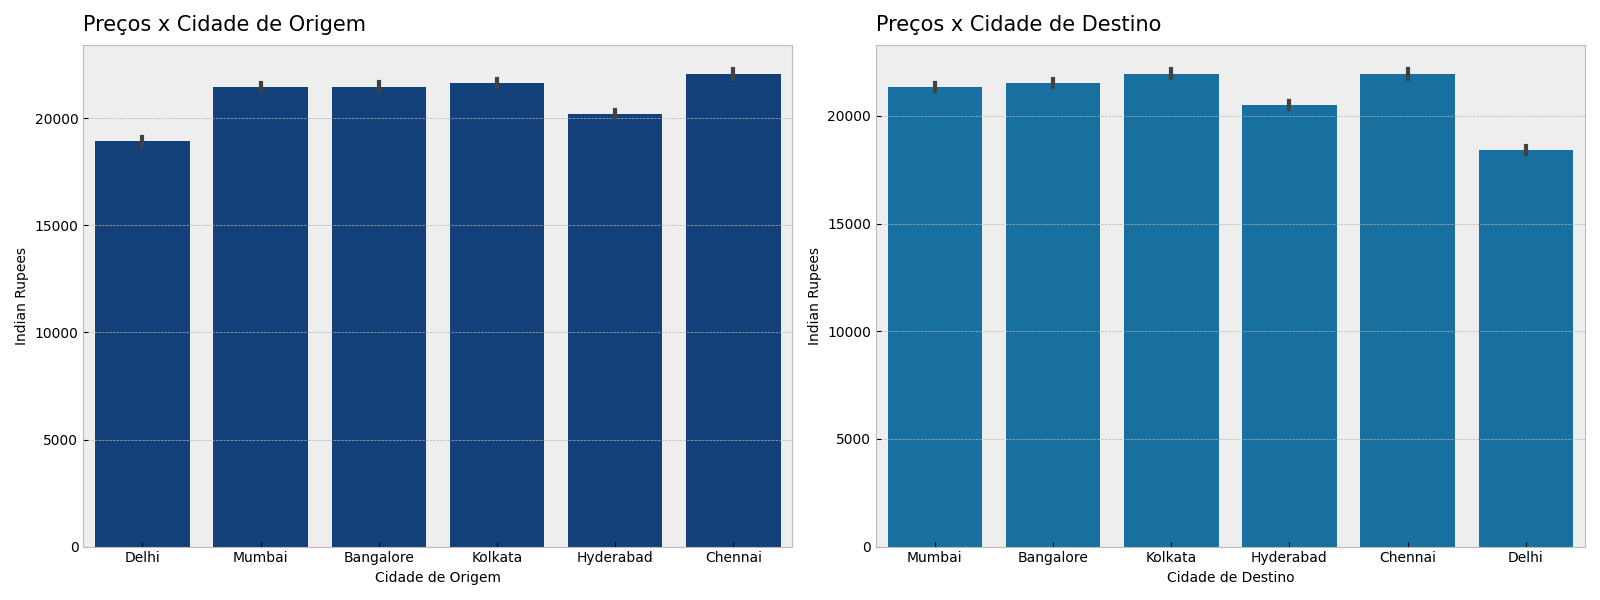 Preços x Cidade de Origem
Indian Rupees
20000
15000
10000
5000
0
Delhi Mumbai Bangalore Kolkata Hyderabad Chennai
Cidade de Origem
Preços x Cidade de Destino
Indian Rupees
20000
15000
10000
5000
0
Mumbai Bangalore Kolkata Hyderabad Chennai Delhi
Cidade de Destino